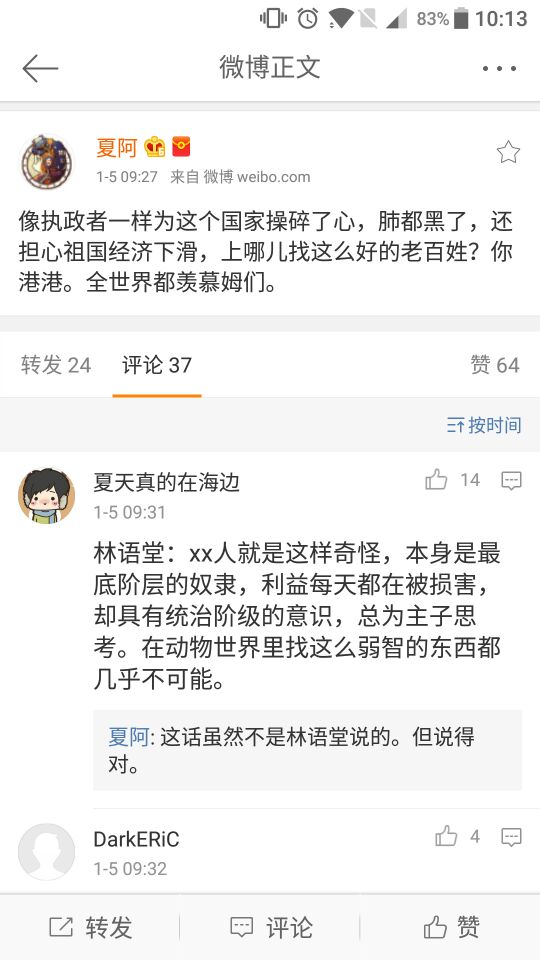 83% 10:13
微博正文
夏阿
1-5 09:27 来自 微博 weibo.com
像执政者一样为这个国家操碎了心，肺都黑了，还
担心祖国经济下滑，上哪儿找这么好的老百姓？你
港港。全世界都羡慕姆们。
转发 24 评论 37 赞 64
按时间
夏天真的在海边 14
1-5 09:31
林语堂：xx人就是这样奇怪，本身是最
底阶层的奴隶，利益每天都在被损害，
却具有统治阶级的意识，总为主子思
考。在动物世界里找这么弱智的东西都
几乎不可能。
夏阿: 这话虽然不是林语堂说的。但说得
对。
DarkERiC 4
1-5 09:32
转发 评论 赞